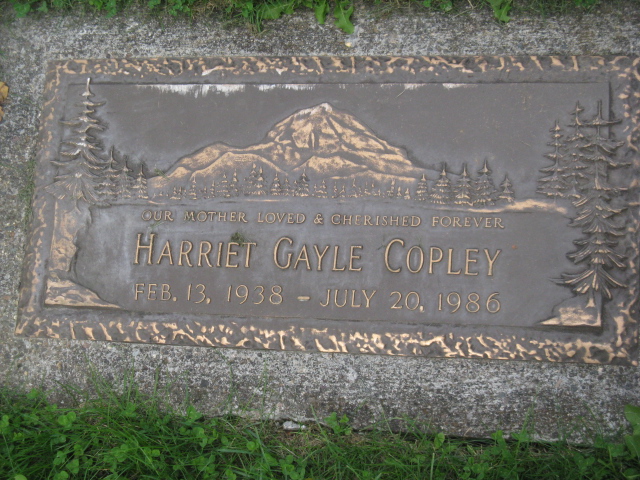 OUR MOTHER LOVED & CHERISHED FOREVER
HARRIET GAYLE COPLEY
FEB. 13, 1938 - JULY 20, 1986